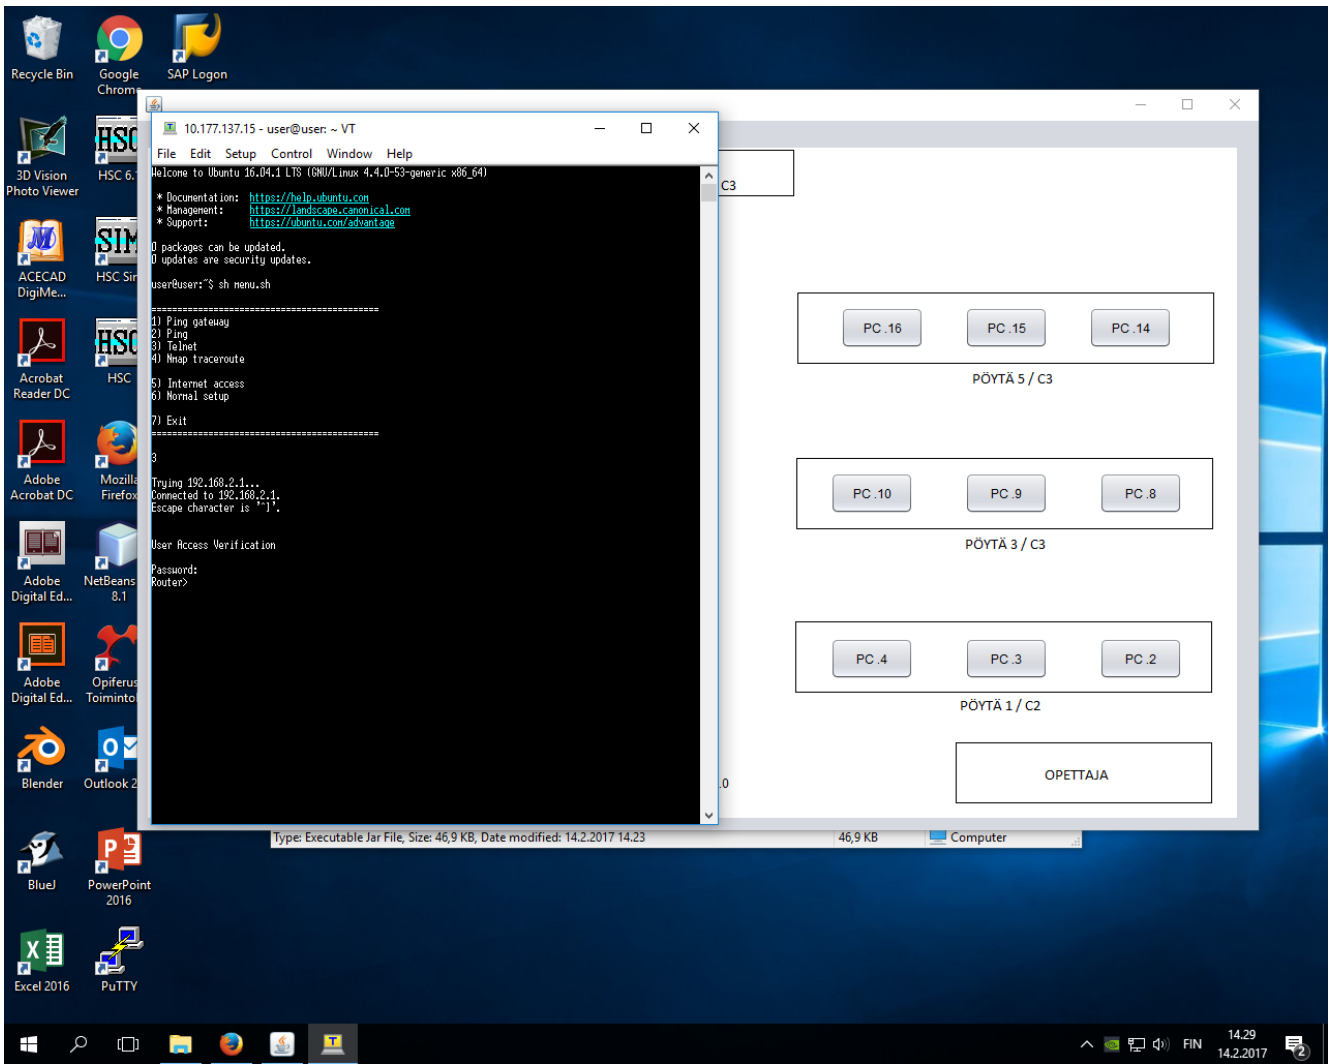 Recycle Bin
Google Chrome
SAP Logon
3D Vision Photo Viewer
HSC 6.
ACECAD DigiMe...
HSC Sim
Acrobat Reader DC
HSC
Adobe Acrobat DC
Mozilla Firefox
Adobe Digital Ed...
NetBeans 8.1
Adobe Digital Ed...
Opiferus
Blender
Outlook 2
BlueJ
PowerPoint 2016
Excel 2016
PuTTY
10.177.137.15 - user@user: ~ VT
File Edit Setup Control Window Help
Welcome to Ubuntu 16.04.1 LTS (GNU/Linux 4.4.0-53-generic x86_64)
* Documentation: https://help.ubuntu.com
* Management: https://landscape.canonical.com
* Support: https://ubuntu.com/advantage
0 packages can be updated.
0 updates are security updates.
user@user:~$ sh menu.sh
===========================================
1) Ping gateway
2) Ping
3) Telnet
4) Nmap traceroute
5) Internet access
6) Normal setup
7) Exit
===========================================
3
Trying 192.168.2.1...
Connected to 192.168.2.1.
Escape character is '^]'.
User Access Verification
Password:
Router>
C3
PC .16 PC .15 PC .14
PÖYTÄ 5 / C3
PC .10 PC .9 PC .8
PÖYTÄ 3 / C3
PC .4 PC .3 PC .2
PÖYTÄ 1 / C2
OPETTAJA
.0
Type: Executable Jar File, Size: 46,9 KB, Date modified: 14.2.2017 14.23
46,9 KB
Computer
FIN
14.29
14.2.2017
2